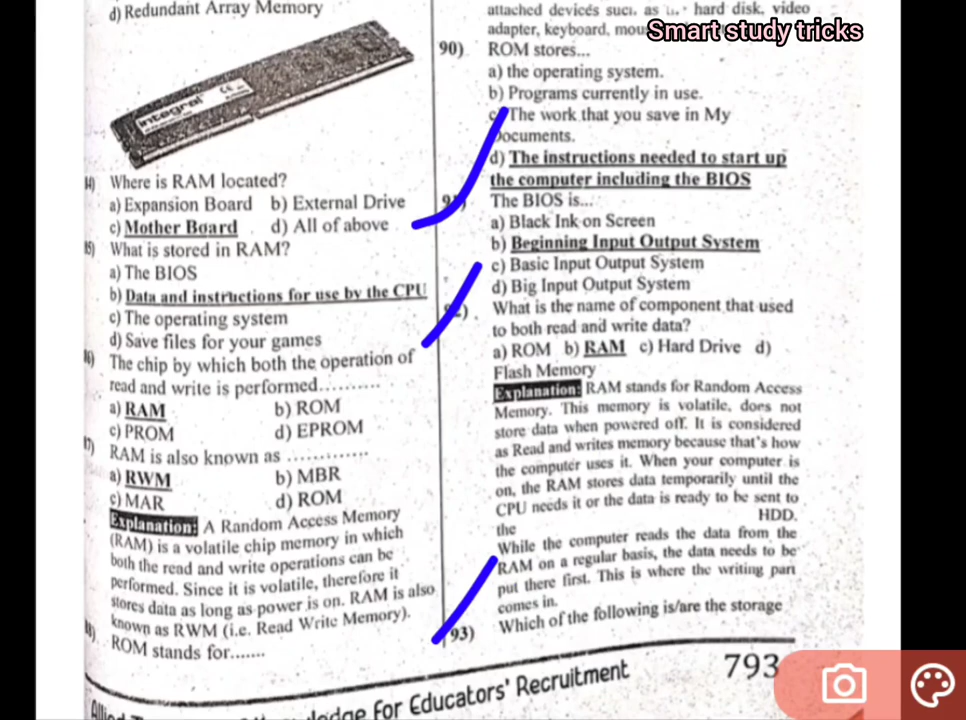 d) Redundant Array Memory
integral
CE
84) Where is RAM located?
a) Expansion Board b) External Drive
c) Mother Board d) All of above
85) What is stored in RAM?
a) The BIOS
b) Data and instructions for use by the CPU
c) The operating system
d) Save files for your games
86) The chip by which both the operation of
read and write is performed..........
a) RAM b) ROM
c) PROM d) EPROM
RAM is also known as .............
a) RWM b) MBR
c) MAR d) ROM
Explanation: A Random Access Memory
(RAM) is a volatile chip memory in which
both the read and write operations can be
performed. Since it is volatile, therefore it
stores data as long as power is on. RAM is also
known as RWM (i.e. Read Write Memory).
ROM stands for.......
attached devices such as hard disk, video
adapter, keyboard,
Smart study tricks
90) ROM stores...
a) the operating system.
b) Programs currently in use.
The work that you save in My
Documents.
d) The instructions needed to start up
the computer including the BIOS
The BIOS is...
a) Black Ink on Screen
b) Beginning Input Output System
c) Basic Input Output System
d) Big Input Output System
What is the name of component that used
to both read and write data?
a) ROM b) RAM c) Hard Drive d)
Flash Memory
Explanation: RAM stands for Random Access
Memory. This memory is volatile, does not
store data when powered off. It is considered
as Read and writes memory because that's how
the computer uses it. When your computer is
on, the RAM stores data temporarily until the
CPU needs it or the data is ready to be sent to
the HDD.
While the computer reads the data from the
RAM on a regular basis, the data needs to be
put there first. This is where the writing part
comes in.
93) Which of the following is/are the storage
for Educators' Recruitment
793